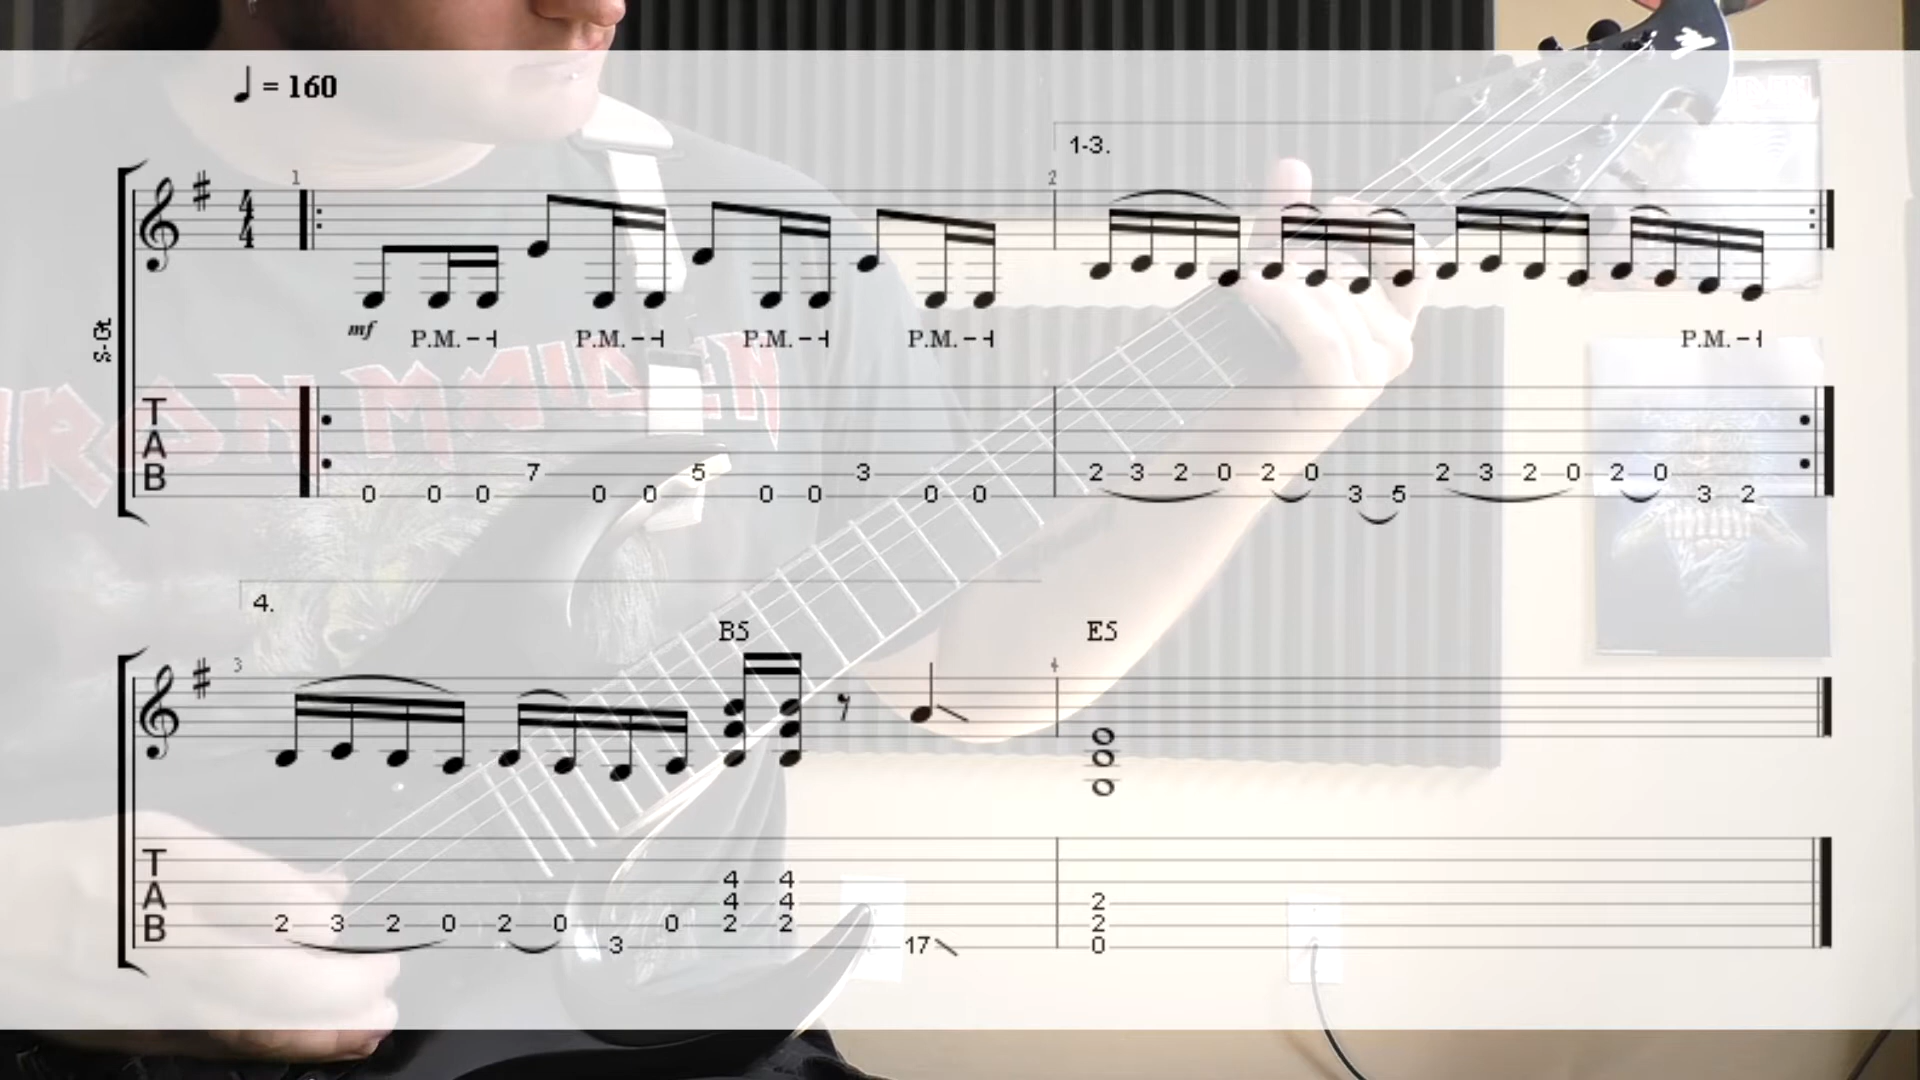 = 160
1-3.
1
2
4
4
S-Gt
mf P.M. P.M. P.M. P.M. P.M.
IRON MAIDEN
T
A
B
7 5 3 2 3 2 0 2 0 2 3 2 0 2 0
0 0 0 0 0 0 0 0 0 3 5 3 2
4.
B5 E5
3
4
T
A
B
4 4
4 4 2
2 3 2 0 2 0 0 2 2 2
3 17 0